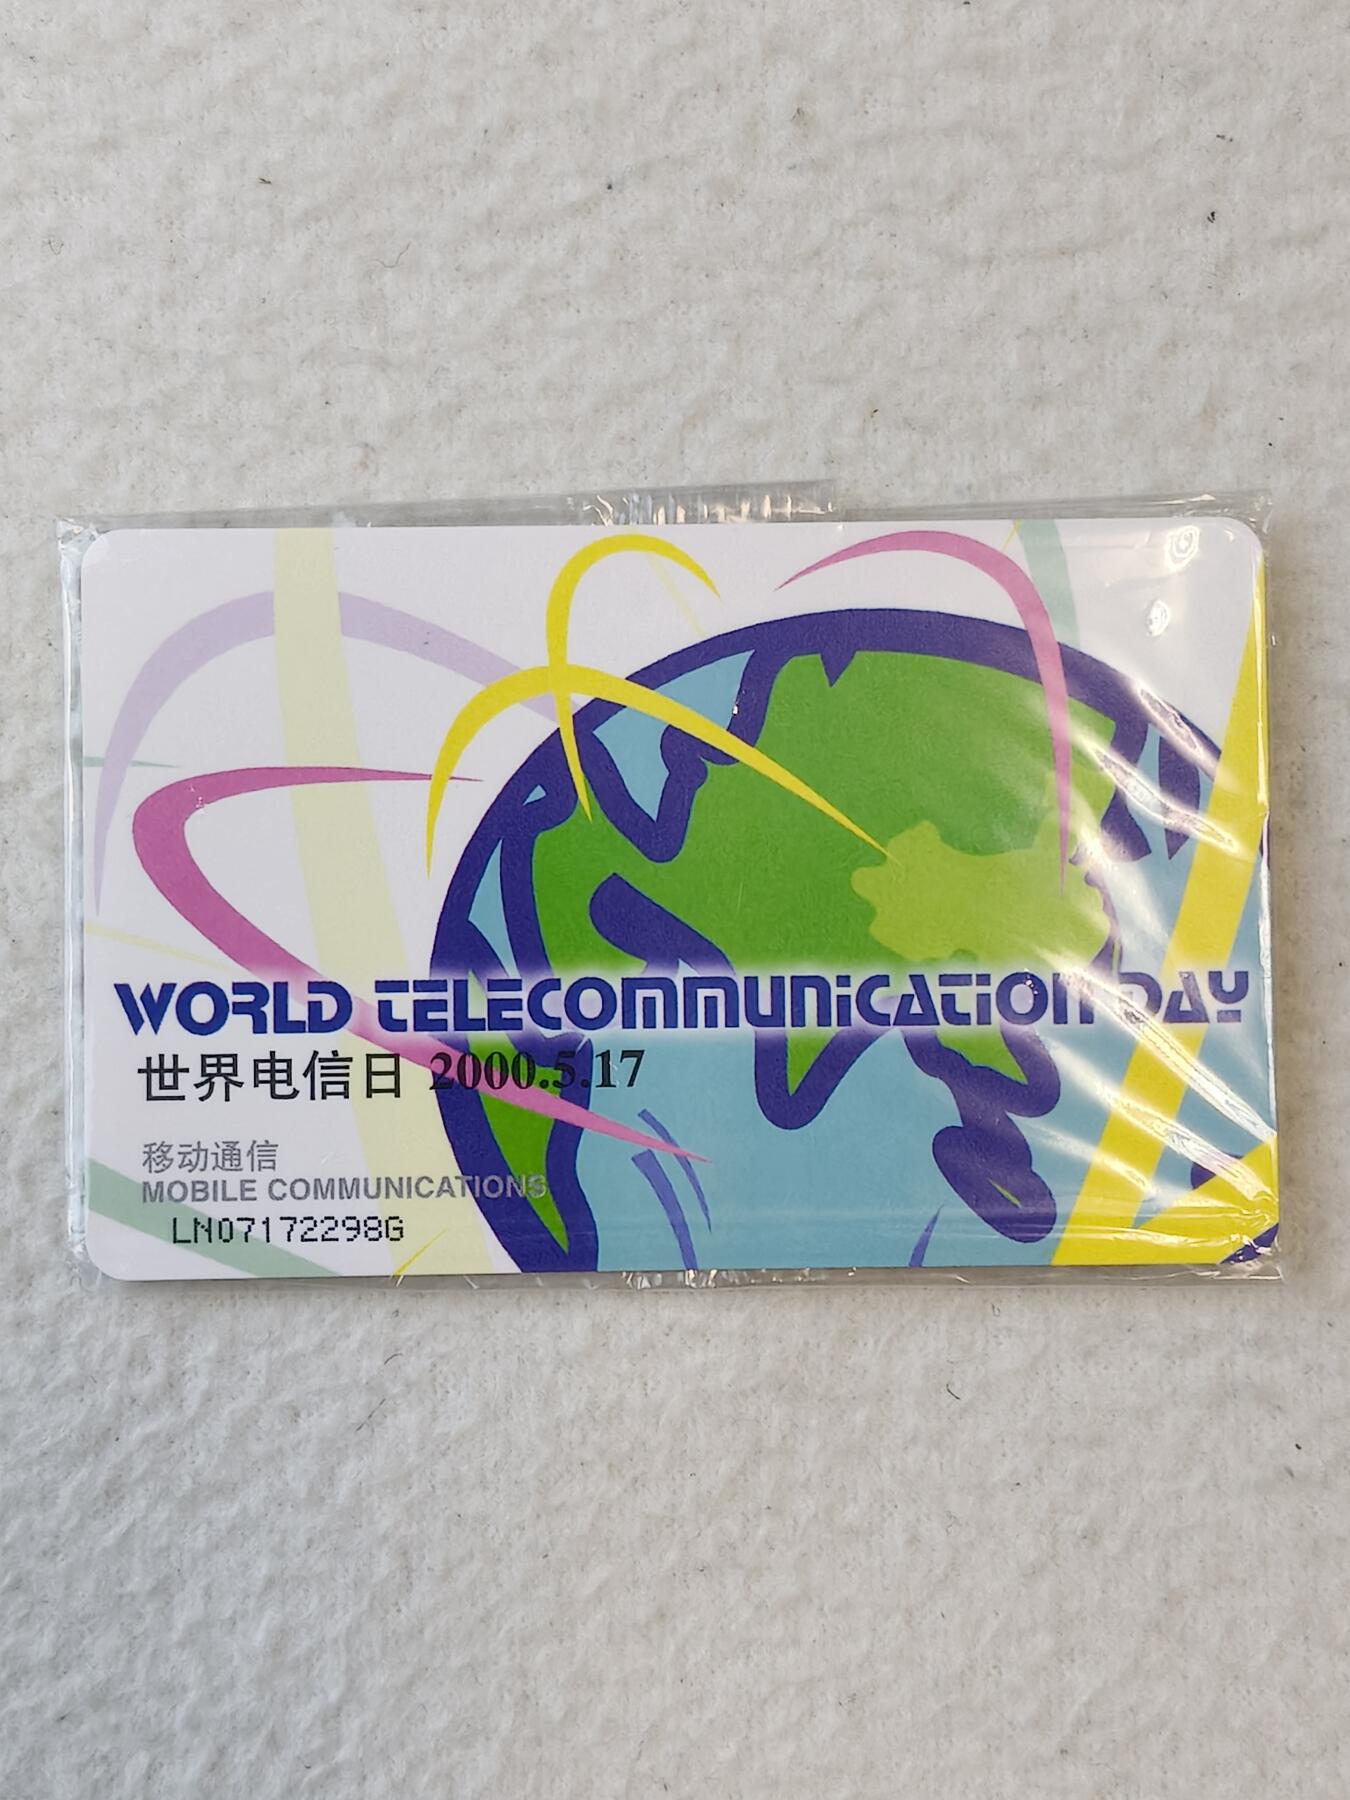 WORLD TELECOMMUNICATION DAY
世界电信日 2000.5.17
移动通信
MOBILE COMMUNICATIONS
LN07172298G